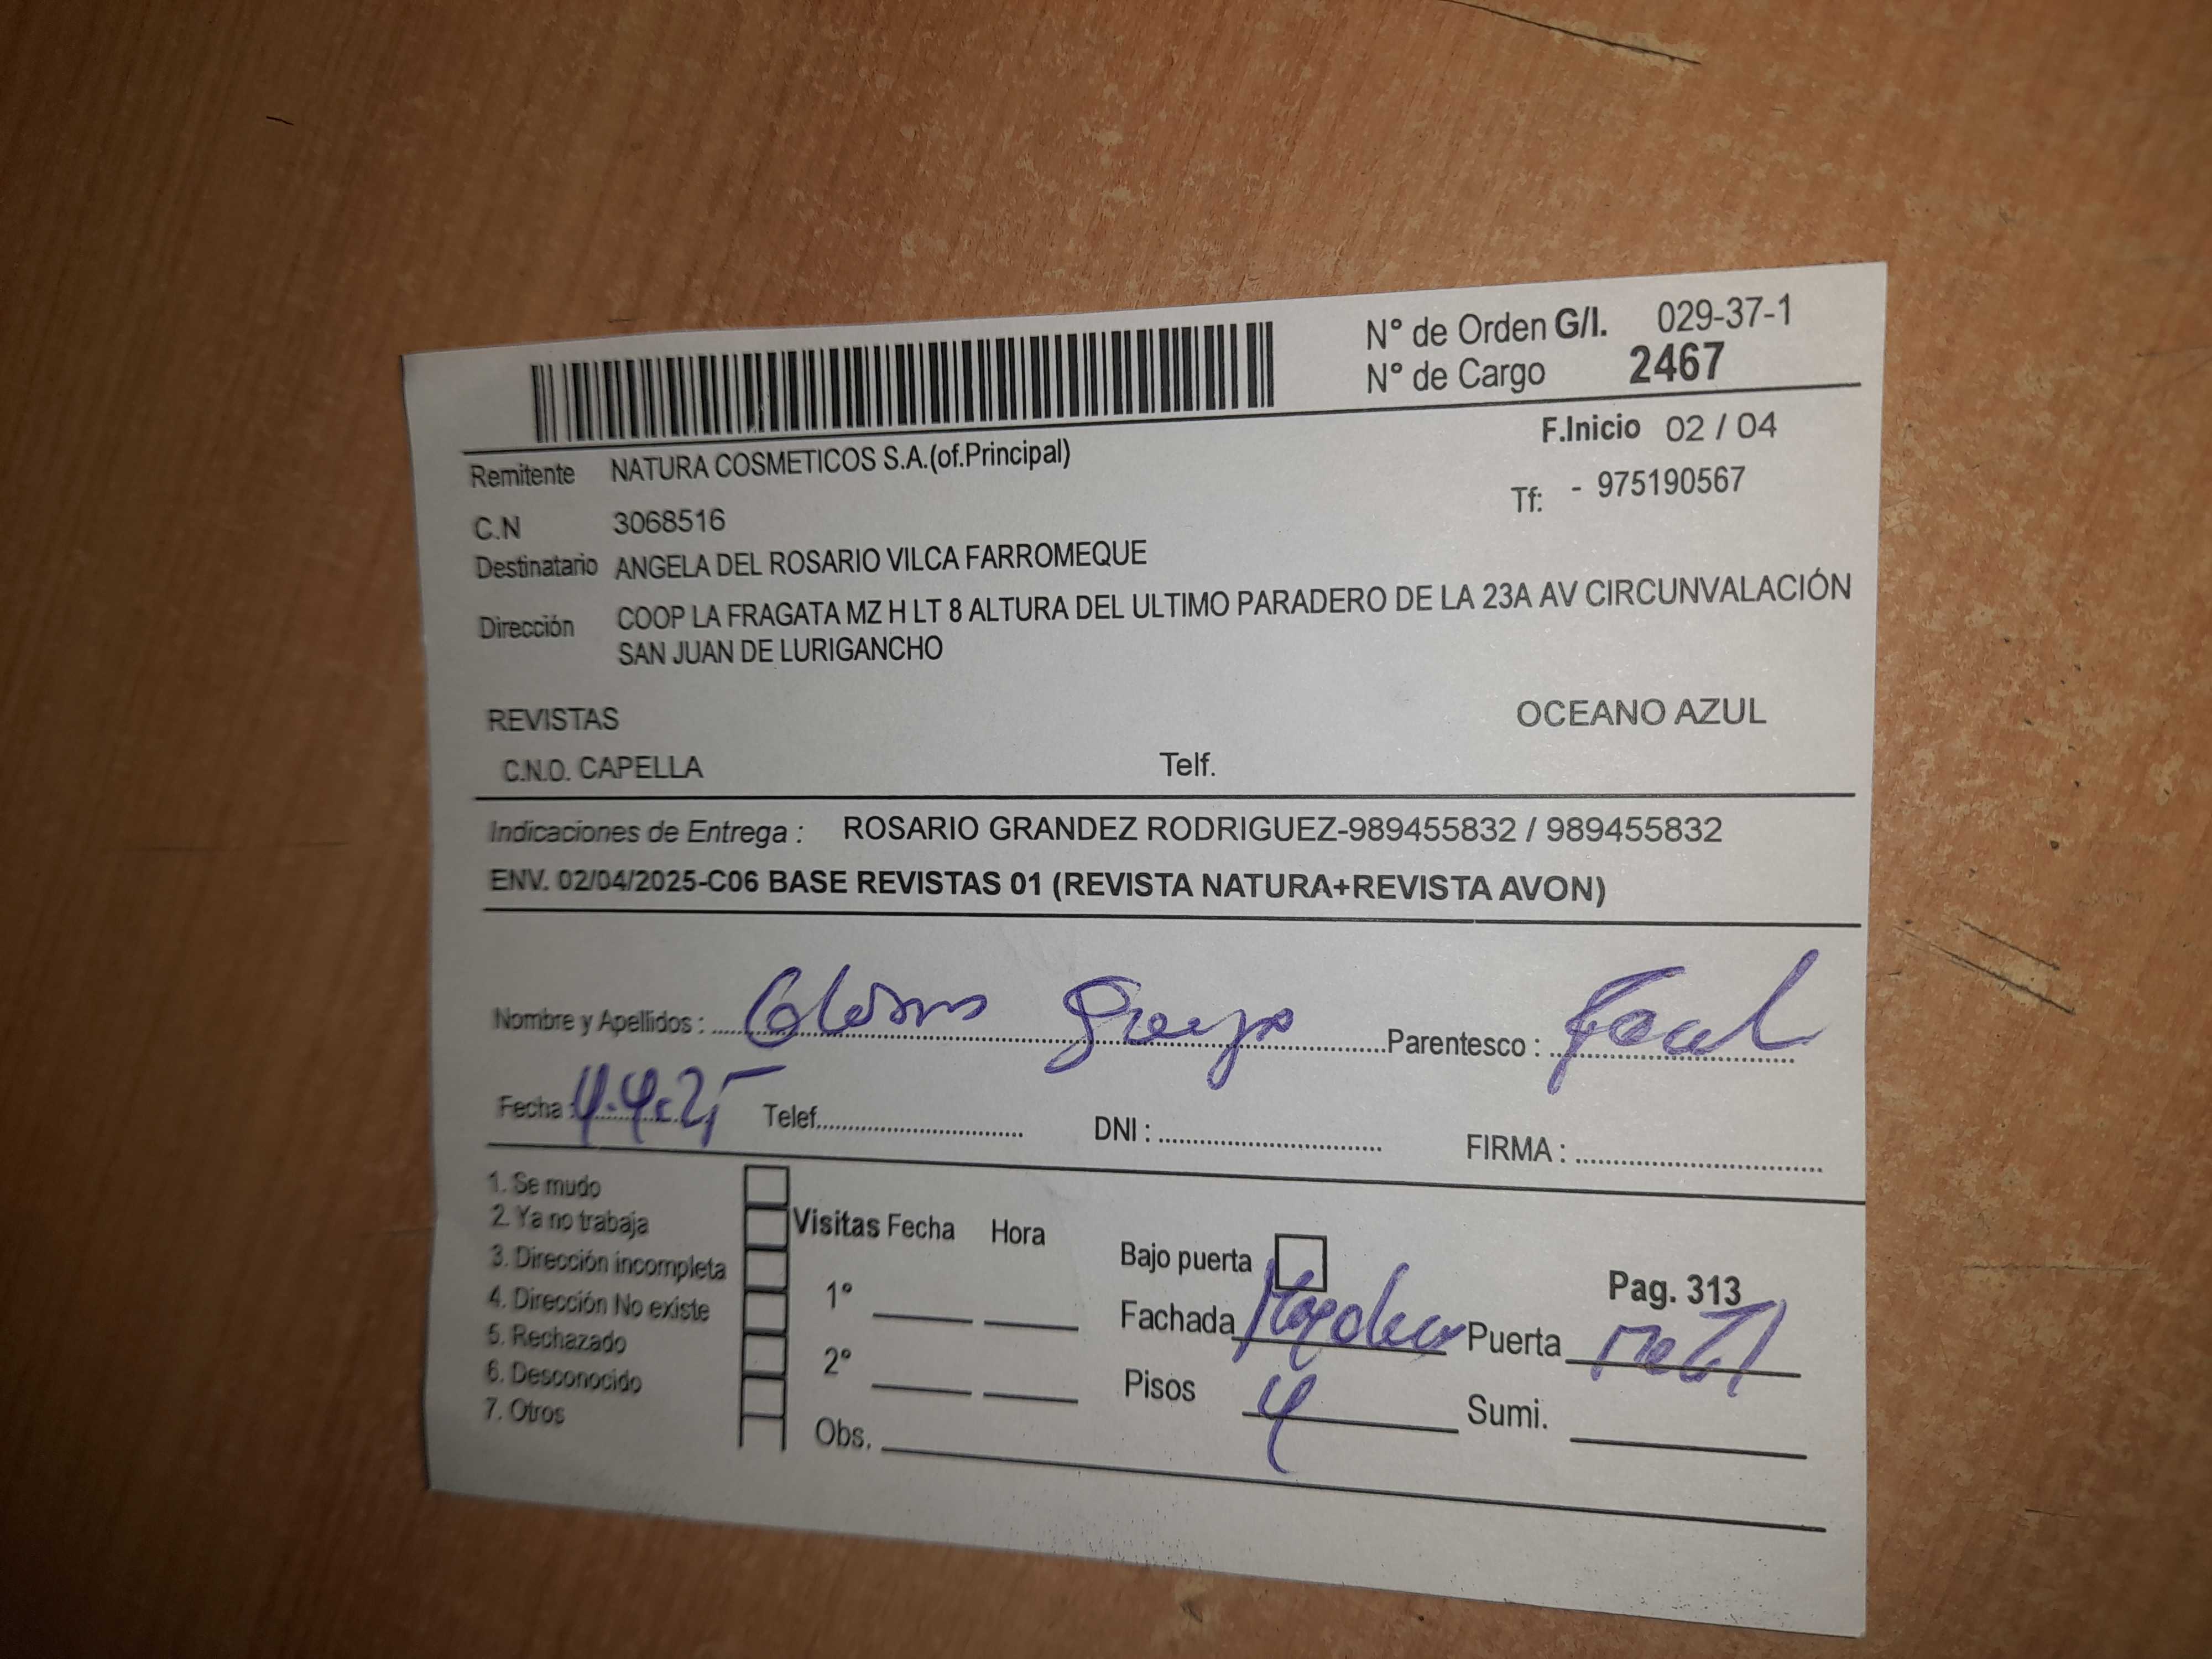 N° de Orden G/I. 029-37-1
N° de Cargo 2467
F.Inicio 02 / 04
Remitente NATURA COSMETICOS S.A.(of.Principal)
Tf: - 975190567
C.N 3068516
Destinatario ANGELA DEL ROSARIO VILCA FARROMEQUE
Dirección COOP LA FRAGATA MZ H LT 8 ALTURA DEL ULTIMO PARADERO DE LA 23A AV CIRCUNVALACIÓN
SAN JUAN DE LURIGANCHO
REVISTAS OCEANO AZUL
C.N.O. CAPELLA Telf.
Indicaciones de Entrega : ROSARIO GRANDEZ RODRIGUEZ-989455832 / 989455832
ENV. 02/04/2025-C06 BASE REVISTAS 01 (REVISTA NATURA+REVISTA AVON)
Nombre y Apellidos : Parentesco :
Fecha : 4.4.25 Telef. DNI : FIRMA :
1. Se mudo
2. Ya no trabaja
3. Dirección incompleta
4. Dirección No existe
5. Rechazado
6. Desconocido
7. Otros
Visitas Fecha Hora
1°
2°
Obs.
Bajo puerta
Pag. 313
Fachada Puerta
Pisos 4 Sumi.